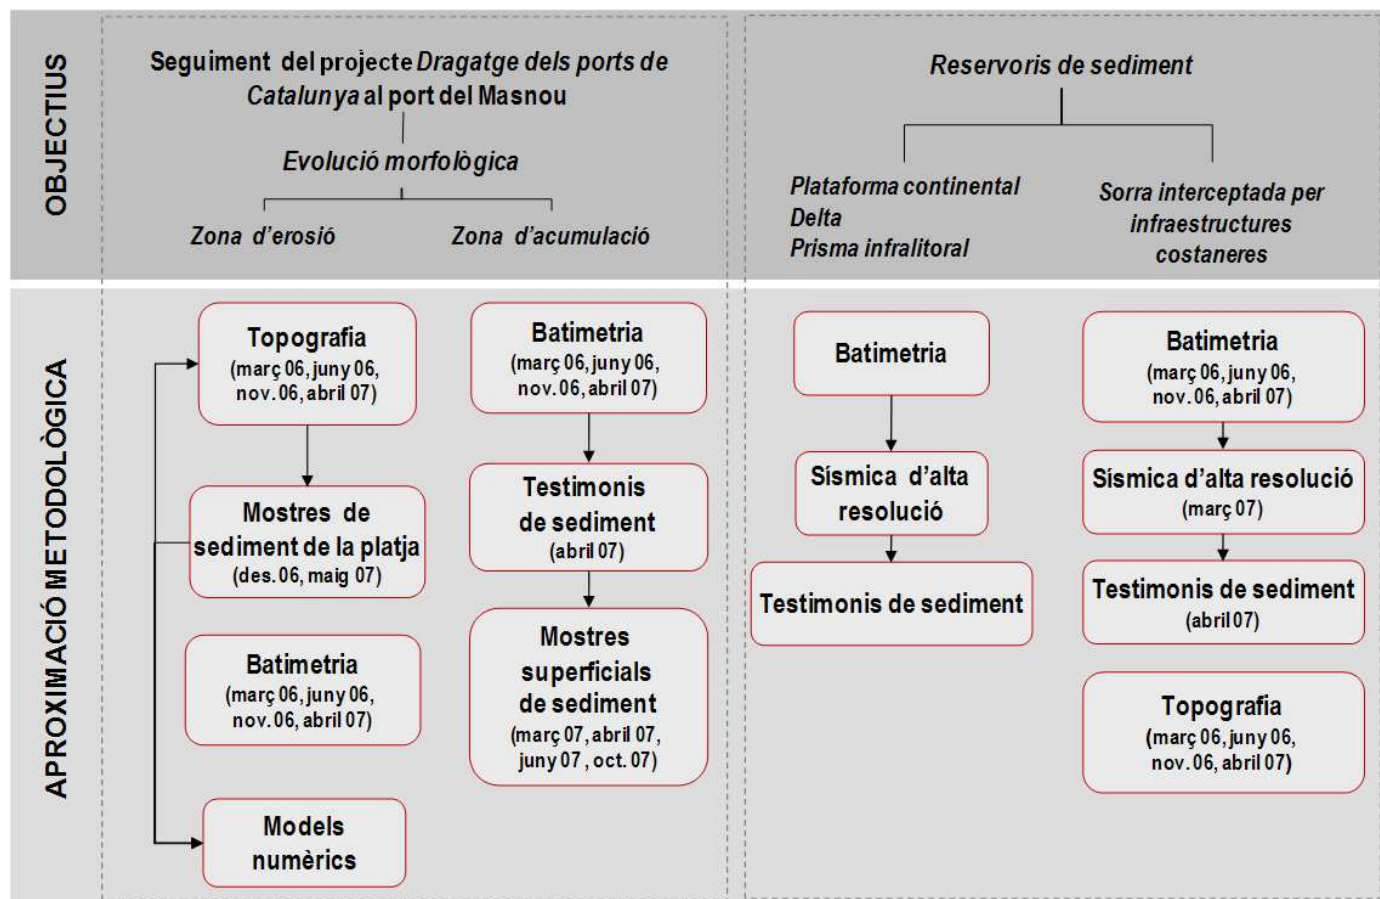 OBJECTIUS
Seguiment del projecte Dragatge dels ports de
Catalunya al port del Masnou
Evolució morfològica
Zona d'erosió
Zona d'acumulació
Reservoris de sediment
Plataforma continental
Delta
Prisma infralitoral
Sorra interceptada per
infraestructures
costaneres
APROXIMACIÓ METODOLÒGICA
Topografia
(març 06, juny 06,
nov. 06, abril 07)
Mostres de
sediment de la platja
(des. 06, maig 07)
Batimetria
(març 06, juny 06,
nov. 06, abril 07)
Models
numèrics
Batimetria
(març 06, juny 06,
nov. 06, abril 07)
Testimonis
de sediment
(abril 07)
Mostres
superficials
de sediment
(març 07, abril 07,
juny 07, oct. 07)
Batimetria
Sísmica d'alta
resolució
Testimonis de sediment
Batimetria
(març 06, juny 06,
nov. 06, abril 07)
Sísmica d'alta resolució
(març 07)
Testimonis de sediment
(abril 07)
Topografia
(març 06, juny 06,
nov. 06, abril 07)